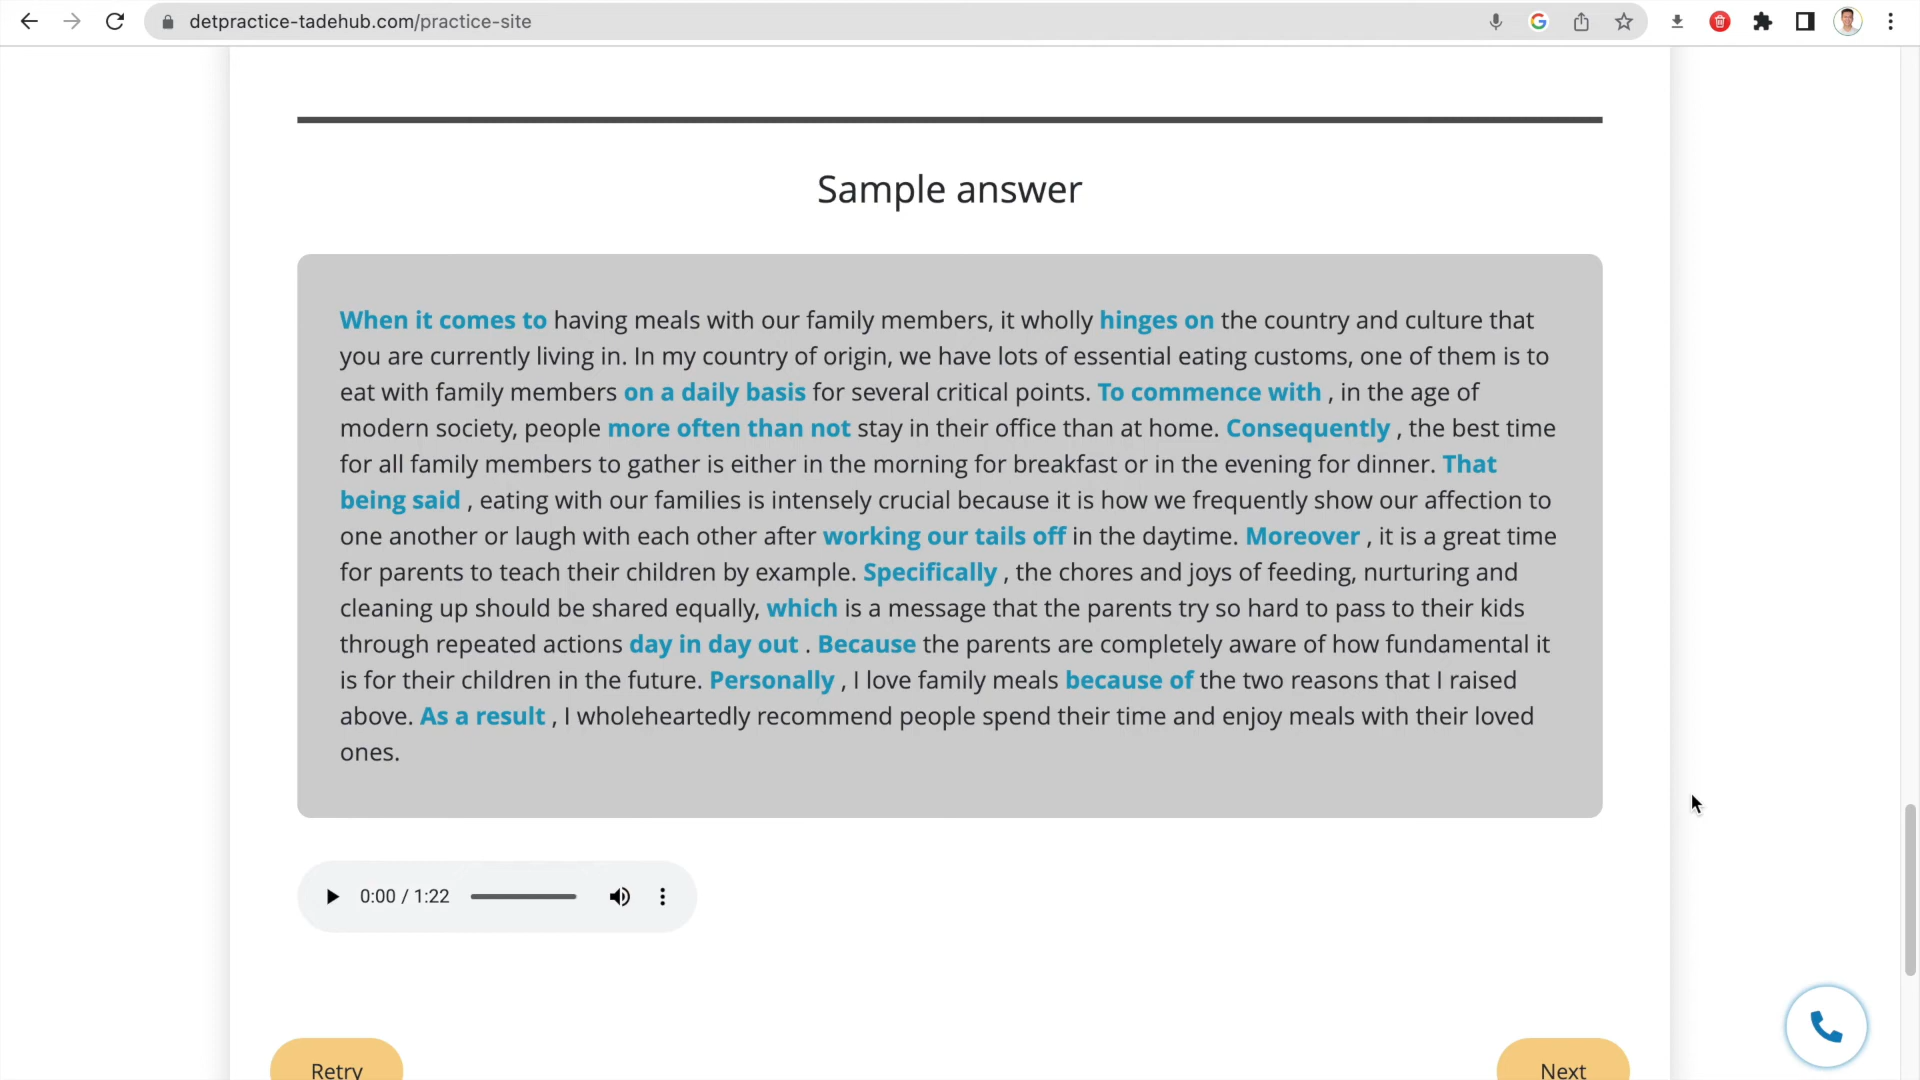 detpractice-tadehub.com/practice-site
Sample answer
When it comes to having meals with our family members, it wholly hinges on the country and culture that
you are currently living in. In my country of origin, we have lots of essential eating customs, one of them is to
eat with family members on a daily basis for several critical points. To commence with , in the age of
modern society, people more often than not stay in their office than at home. Consequently , the best time
for all family members to gather is either in the morning for breakfast or in the evening for dinner. That
being said , eating with our families is intensely crucial because it is how we frequently show our affection to
one another or laugh with each other after working our tails off in the daytime. Moreover , it is a great time
for parents to teach their children by example. Specifically , the chores and joys of feeding, nurturing and
cleaning up should be shared equally, which is a message that the parents try so hard to pass to their kids
through repeated actions day in day out . Because the parents are completely aware of how fundamental it
is for their children in the future. Personally , I love family meals because of the two reasons that I raised
above. As a result , I wholeheartedly recommend people spend their time and enjoy meals with their loved
ones.
0:00 / 1:22
Retry
Next